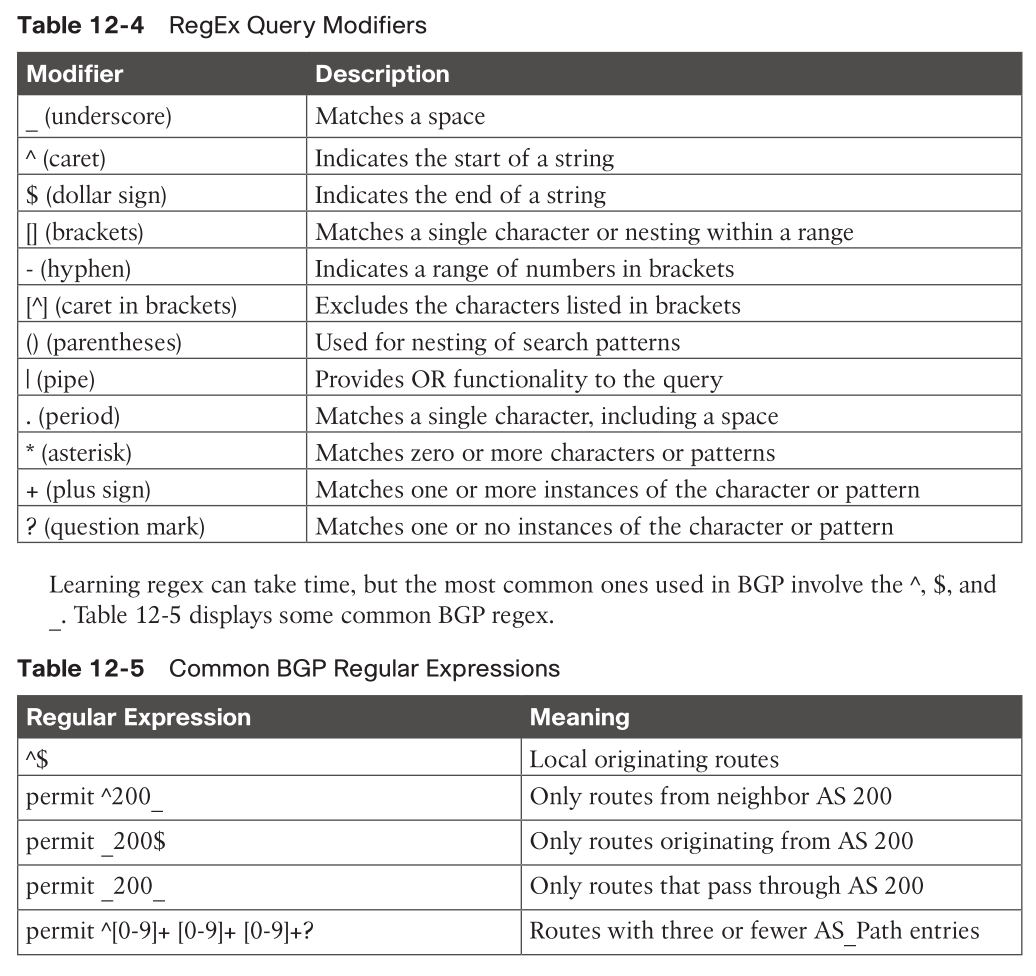 Table 12-4 RegEx Query Modifiers
Modifier Description
_ (underscore) Matches a space
^ (caret) Indicates the start of a string
$ (dollar sign) Indicates the end of a string
[] (brackets) Matches a single character or nesting within a range
- (hyphen) Indicates a range of numbers in brackets
[^] (caret in brackets) Excludes the characters listed in brackets
() (parentheses) Used for nesting of search patterns
| (pipe) Provides OR functionality to the query
. (period) Matches a single character, including a space
* (asterisk) Matches zero or more characters or patterns
+ (plus sign) Matches one or more instances of the character or pattern
? (question mark) Matches one or no instances of the character or pattern
Learning regex can take time, but the most common ones used in BGP involve the ^, $, and
_. Table 12-5 displays some common BGP regex.
Table 12-5 Common BGP Regular Expressions
Regular Expression Meaning
^$ Local originating routes
permit ^200_ Only routes from neighbor AS 200
permit _200$ Only routes originating from AS 200
permit _200_ Only routes that pass through AS 200
permit ^[0-9]+ [0-9]+ [0-9]+? Routes with three or fewer AS_Path entries